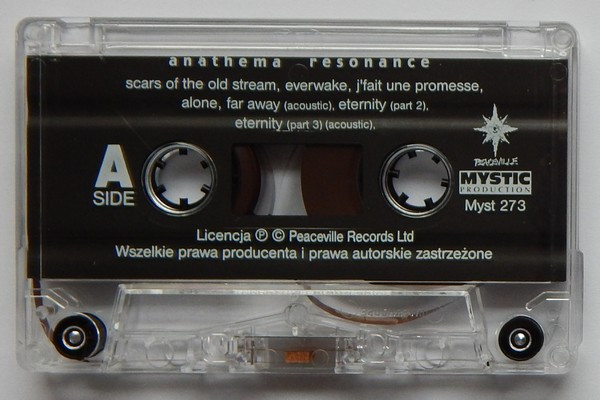 anathema resonance
scars of the old stream, everwake, j'fait une promesse,
alone, far away (acoustic), eternity (part 2),
eternity (part 3) (acoustic),
A
SIDE
PEACEVILLE
MYSTIC
PRODUCTION
Myst 273
Licencja ℗ © Peaceville Records Ltd
Wszelkie prawa producenta i prawa autorskie zastrzeżone